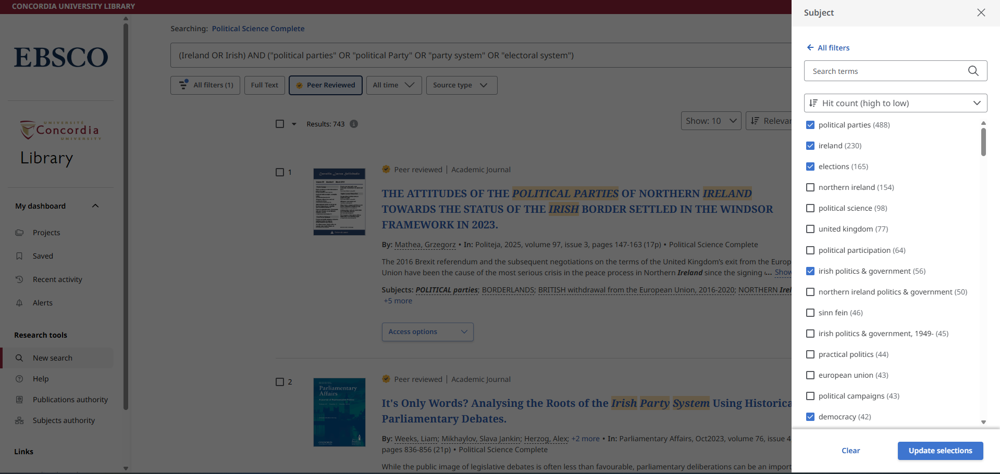 CONCORDIA UNIVERSITY LIBRARY
EBSCO
UNIVERSITÉ
Concordia
UNIVERSITY
Library
My dashboard
Projects
Saved
Recent activity
Alerts
Research tools
New search
Help
Publications authority
Subjects authority
Links
Searching: Political Science Complete
(Ireland OR Irish) AND ("political parties" OR "political Party" OR "party system" OR "electoral system")
All filters (1)
Full Text
Peer Reviewed
All time
Source type
Results: 743
Show: 10
Relevan
1
Peer reviewed | Academic Journal
THE ATTITUDES OF THE POLITICAL PARTIES OF NORTHERN IRELAND
TOWARDS THE STATUS OF THE IRISH BORDER SETTLED IN THE WINDSOR
FRAMEWORK IN 2023.
By: Mathea, Grzegorz • In: Politeja, 2025, volume 97, issue 3, pages 147-163 (17p) • Political Science Complete
The 2016 Brexit referendum and the subsequent negotiations on the terms of the United Kingdom's exit from the Europ
Union have been the cause of the most serious crisis in the peace process in Northern Ireland since the signing ... Show
Subjects: POLITICAL parties; BORDERLANDS; BRITISH withdrawal from the European Union, 2016-2020; NORTHERN Irel
+5 more
Access options
2
Parliamentary
Affairs
OXFORD
Peer reviewed | Academic Journal
It's Only Words? Analysing the Roots of the Irish Party System Using Historica
Parliamentary Debates.
By: Weeks, Liam; Mikhaylov, Slava Jankin; Herzog, Alex; +2 more • In: Parliamentary Affairs, Oct2023, volume 76, issue 4
pages 836-856 (21p) • Political Science Complete
While the public image of legislative debates is often less than favourable, parliamentary deliberations can be an import
Subject
All filters
Search terms
Hit count (high to low)
political parties (488)
ireland (230)
elections (165)
northern ireland (154)
political science (98)
united kingdom (77)
political participation (64)
irish politics & government (56)
northern ireland politics & government (50)
sinn fein (46)
irish politics & government, 1949- (45)
practical politics (44)
european union (43)
political campaigns (43)
democracy (42)
Clear
Update selections